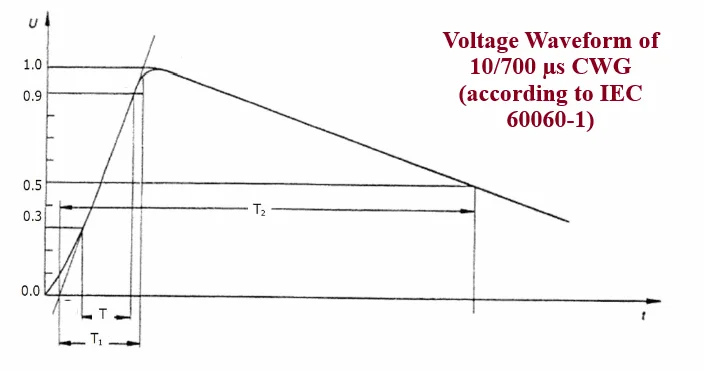 U
Voltage Waveform of
10/700 µs CWG
(according to IEC
60060-1)
1.0
0.9
0.5
0.3
T₂
0.0
T
t
T₁